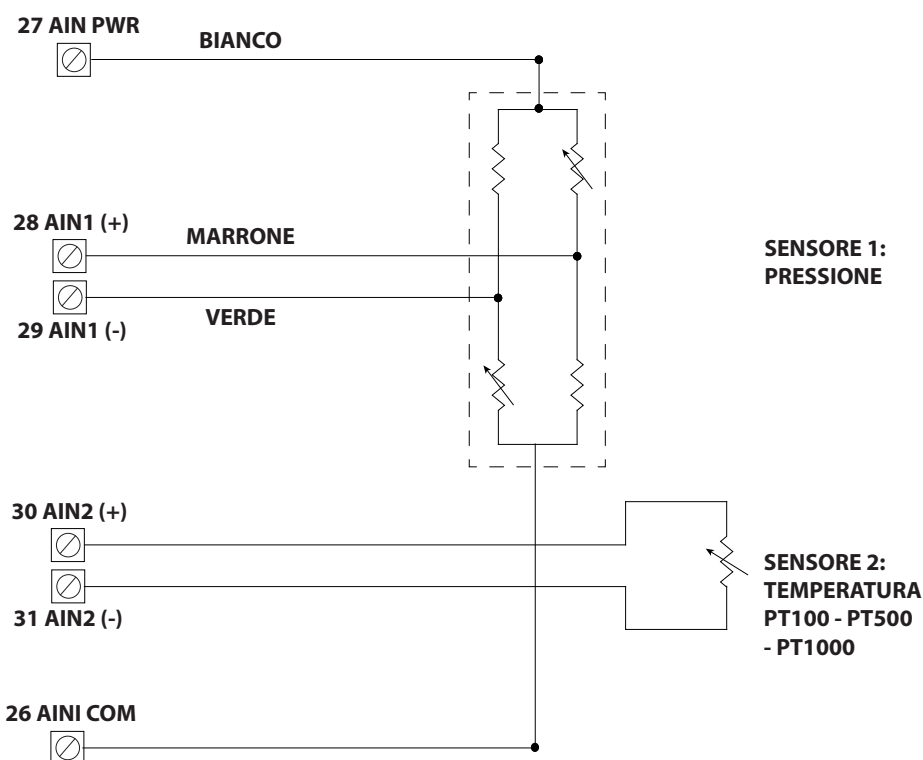 27 AIN PWR
BIANCO
28 AIN1 (+)
MARRONE
29 AIN1 (-)
VERDE
SENSORE 1:
PRESSIONE
30 AIN2 (+)
31 AIN2 (-)
SENSORE 2:
TEMPERATURA
PT100 - PT500
- PT1000
26 AINI COM